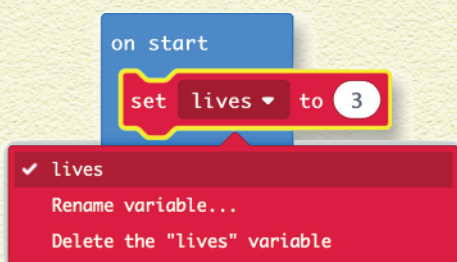 on start
set lives to 3
lives
Rename variable...
Delete the "lives" variable